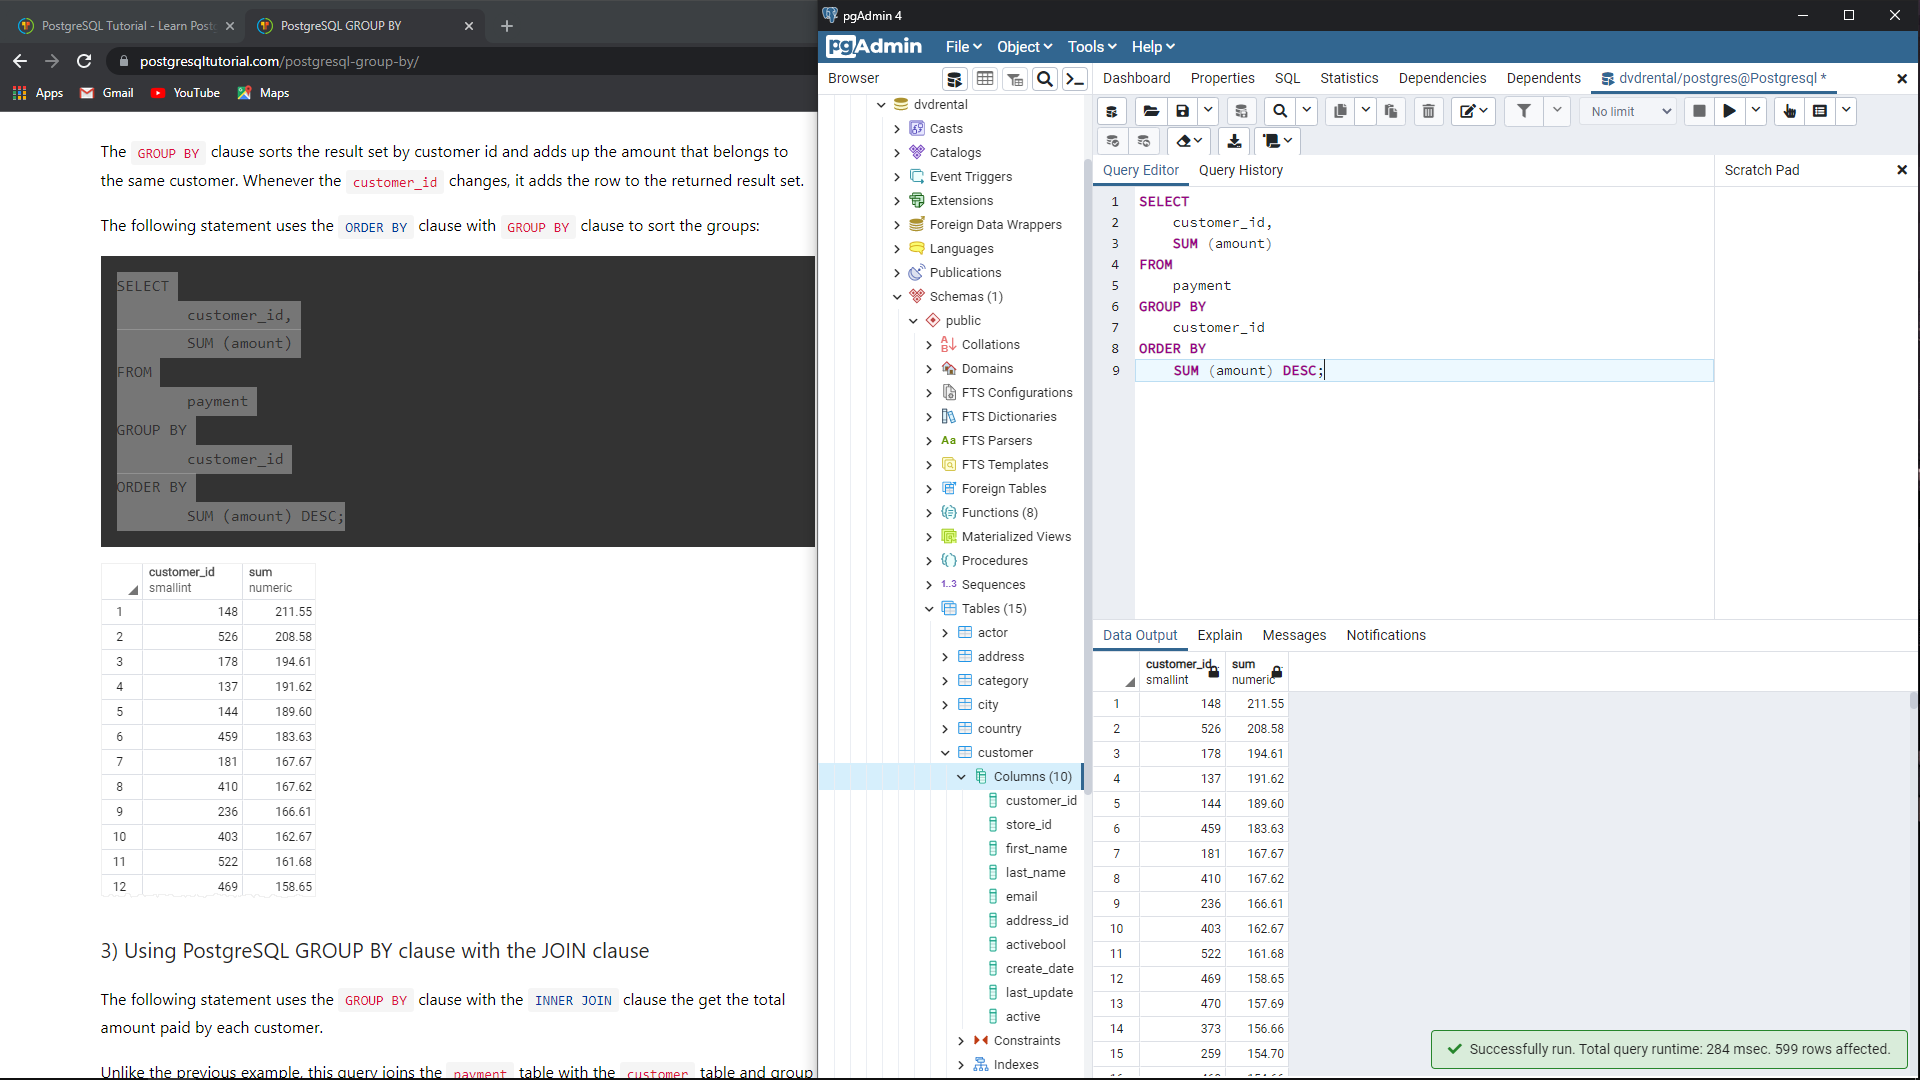 PostgreSQL Tutorial - Learn Post
PostgreSQL GROUP BY
postgresqltutorial.com/postgresql-group-by/
Apps Gmail YouTube Maps
The GROUP BY clause sorts the result set by customer id and adds up the amount that belongs to
the same customer. Whenever the customer_id changes, it adds the row to the returned result set.
The following statement uses the ORDER BY clause with GROUP BY clause to sort the groups:
SELECT
customer_id,
SUM (amount)
FROM
payment
GROUP BY
customer_id
ORDER BY
SUM (amount) DESC;
customer_id sum
smallint numeric
1 148 211.55
2 526 208.58
3 178 194.61
4 137 191.62
5 144 189.60
6 459 183.63
7 181 167.67
8 410 167.62
9 236 166.61
10 403 162.67
11 522 161.68
12 469 158.65
3) Using PostgreSQL GROUP BY clause with the JOIN clause
The following statement uses the GROUP BY clause with the INNER JOIN clause the get the total
amount paid by each customer.
Unlike the previous example, this query joins the payment table with the customer table and group
pgAdmin 4
pgAdmin File Object Tools Help
Browser
Dashboard Properties SQL Statistics Dependencies Dependents dvdrental/postgres@Postgresql *
No limit
dvdrental
Casts
Catalogs
Event Triggers
Extensions
Foreign Data Wrappers
Languages
Publications
Schemas (1)
public
Collations
Domains
FTS Configurations
FTS Dictionaries
Aa FTS Parsers
FTS Templates
Foreign Tables
Functions (8)
Materialized Views
Procedures
1..3 Sequences
Tables (15)
actor
address
category
city
country
customer
Columns (10)
customer_id
store_id
first_name
last_name
email
address_id
activebool
create_date
last_update
active
Constraints
Indexes
Query Editor Query History
Scratch Pad
1 SELECT
2 customer_id,
3 SUM (amount)
4 FROM
5 payment
6 GROUP BY
7 customer_id
8 ORDER BY
9 SUM (amount) DESC;
Data Output Explain Messages Notifications
customer_id sum
smallint numeric
1 148 211.55
2 526 208.58
3 178 194.61
4 137 191.62
5 144 189.60
6 459 183.63
7 181 167.67
8 410 167.62
9 236 166.61
10 403 162.67
11 522 161.68
12 469 158.65
13 470 157.69
14 373 156.66
15 259 154.70
Successfully run. Total query runtime: 284 msec. 599 rows affected.